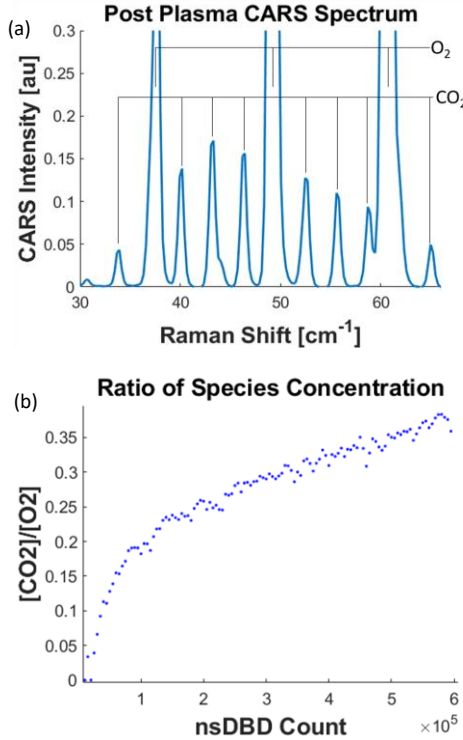 (a)
Post Plasma CARS Spectrum
0.3
0.25
0.2
0.15
0.1
0.05
0
CARS Intensity [au]
O₂
CO₂
30 40 50 60
Raman Shift [cm⁻¹]
(b)
Ratio of Species Concentration
0.35
0.3
0.25
0.2
0.15
0.1
0.05
0
[CO2]/[O2]
1 2 3 4 5 6
×10⁵
nsDBD Count